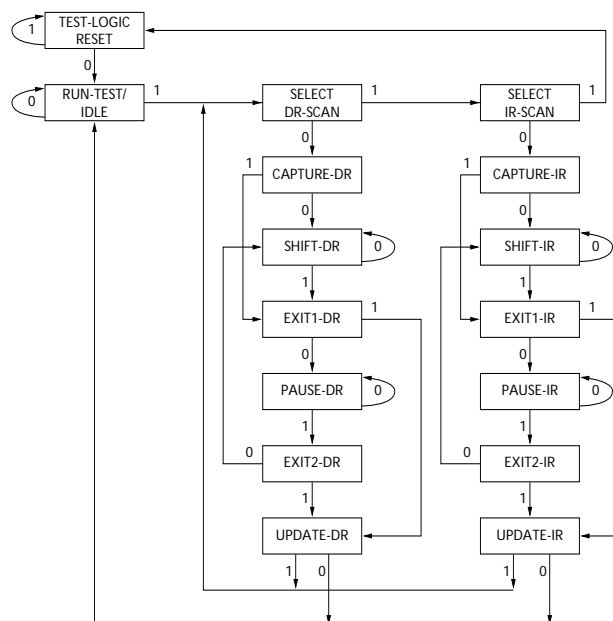 TEST-LOGIC
RESET
1
0
RUN-TEST/
IDLE
0
1
SELECT
DR-SCAN
1
SELECT
IR-SCAN
1
0
0
1
CAPTURE-DR
1
CAPTURE-IR
0
0
SHIFT-DR
0
SHIFT-IR
0
1
1
EXIT1-DR
1
EXIT1-IR
1
0
0
PAUSE-DR
0
PAUSE-IR
0
1
1
0
EXIT2-DR
0
EXIT2-IR
1
1
UPDATE-DR
UPDATE-IR
1
0
1
0